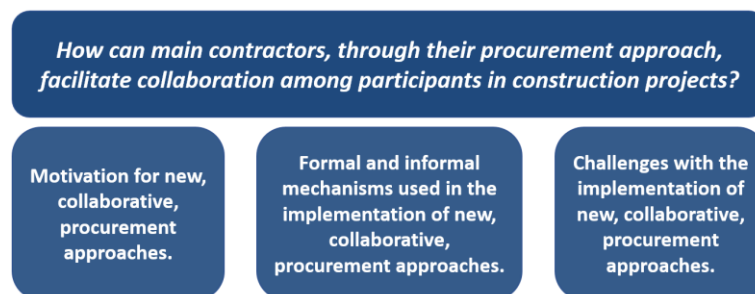 How can main contractors, through their procurement approach,
facilitate collaboration among participants in construction projects?
Motivation for new,
collaborative,
procurement
approaches.
Formal and informal
mechanisms used in the
implementation of new,
collaborative,
procurement approaches.
Challenges with the
implementation of
new, collaborative,
procurement
approaches.